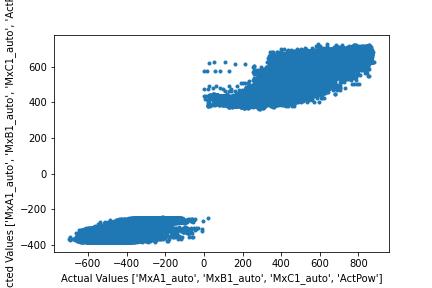 cted Values ['MxA1_auto', 'MxB1_auto', 'MxC1_auto', 'ActP
600
400
200
0
−200
−400
−600 −400 −200 0 200 400 600 800
Actual Values ['MxA1_auto', 'MxB1_auto', 'MxC1_auto', 'ActPow']